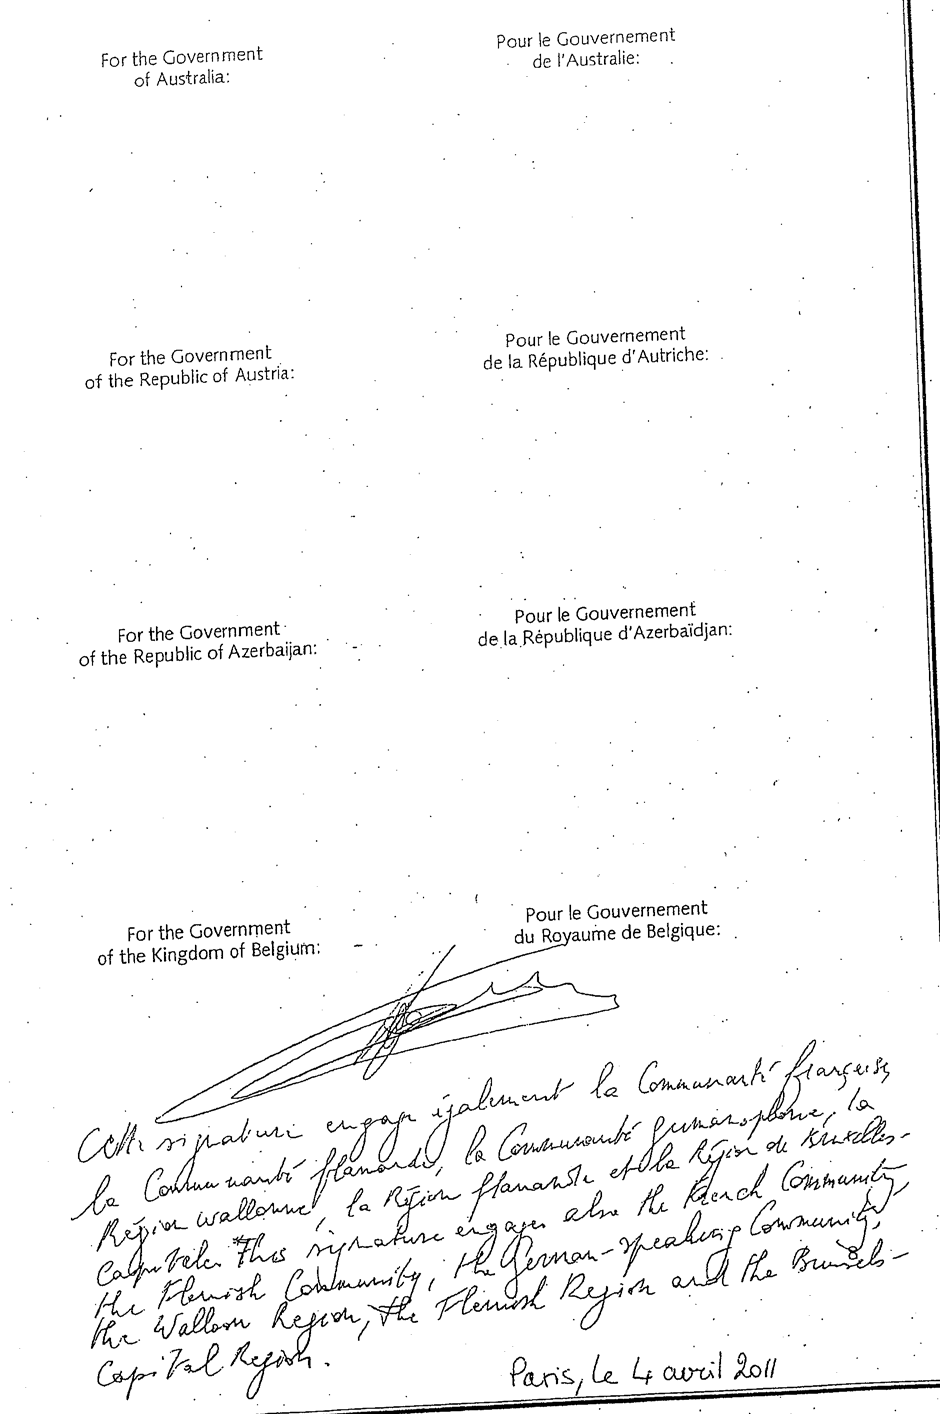 For the Government
of Australia:
Pour le Gouvernement
de l'Australie:
For the Government
of the Republic of Austria:
Pour le Gouvernement
de la République d'Autriche:
For the Government
of the Republic of Azerbaijan:
Pour le Gouvernement
de la République d'Azerbaïdjan:
For the Government
of the Kingdom of Belgium:
Pour le Gouvernement
du Royaume de Belgique:
Cette signature engage également la Communauté française,
la Communauté flamande, la Communauté germanophone, la
Région wallonne, la Région flamande et la Région de Bruxelles-
Capitale. This signature engages also the French Community,
the Flemish Community, the German-speaking Community,
the Walloon Region, the Flemish Region and the Brussels-
Capital Region.
Paris, le 4 avril 2011